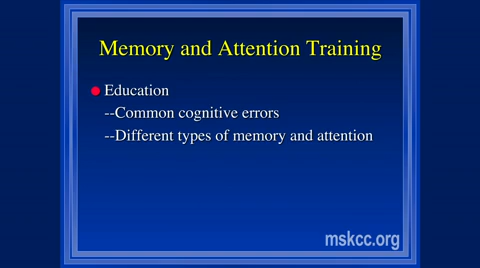 Memory and Attention Training
Education
--Common cognitive errors
--Different types of memory and attention
mskcc.org